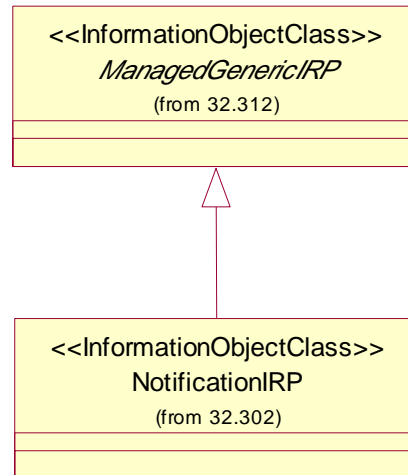 <<InformationObjectClass>>
ManagedGenericIRP
(from 32.312)
<<InformationObjectClass>>
NotificationIRP
(from 32.302)